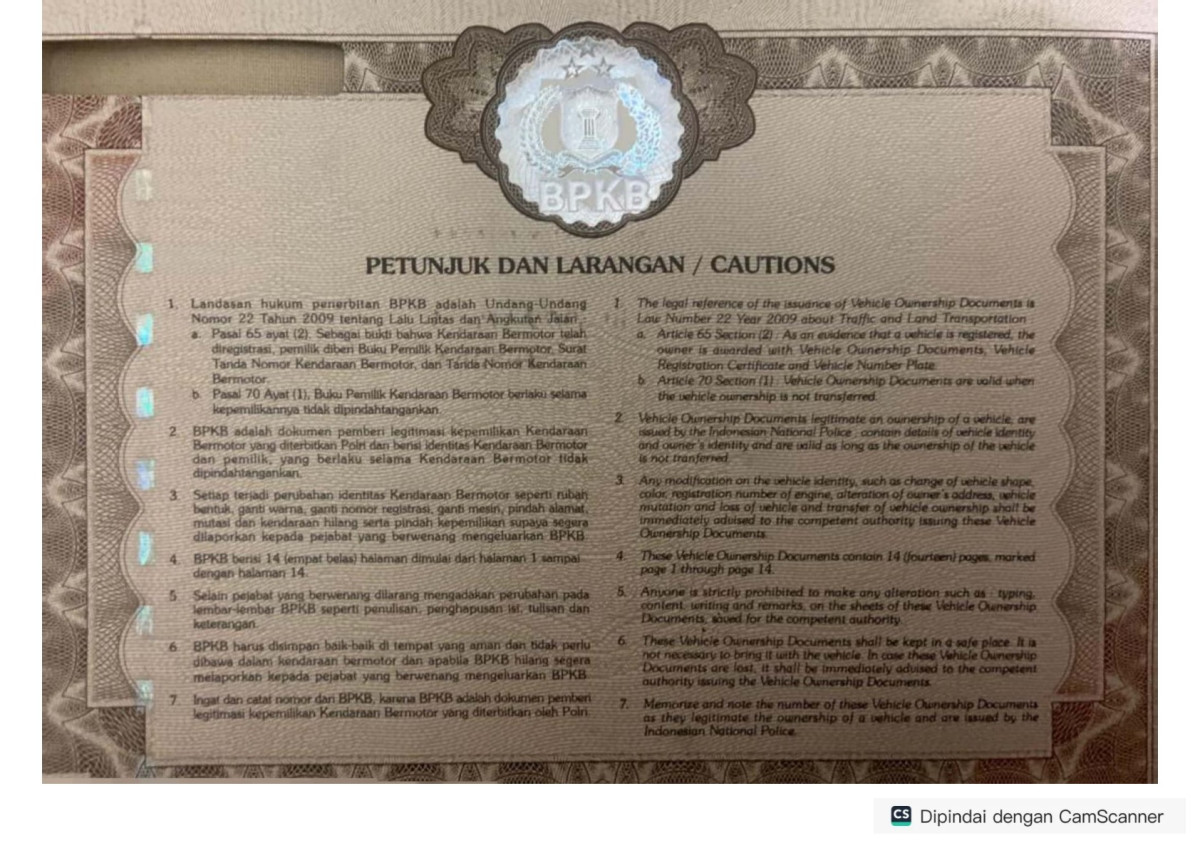 BPKB
PETUNJUK DAN LARANGAN / CAUTIONS
1. Landasan hukum penerbitan BPKB adalah Undang-Undang
Nomor 22 Tahun 2009 tentang Lalu Lintas dan Angkutan Jalan :
a. Pasal 65 ayat (2), Sebagai bukti bahwa Kendaraan Bermotor telah
diregistrasi, pemilik diberi Buku Pemilik Kendaraan Bermotor, Surat
Tanda Nomor Kendaraan Bermotor, dan Tanda Nomor Kendaraan
Bermotor.
b. Pasal 70 Ayat (1), Buku Pemilik Kendaraan Bermotor berlaku selama
kepemilikannya tidak dipindahtangankan.
2. BPKB adalah dokumen pemberi legitimasi kepemilikan Kendaraan
Bermotor yang diterbitkan Polri dan berisi identitas Kendaraan Bermotor
dan pemilik, yang berlaku selama Kendaraan Bermotor tidak
dipindahtangankan.
3. Setiap terjadi perubahan identitas Kendaraan Bermotor seperti rubah
bentuk, ganti warna, ganti nomor registrasi, ganti mesin, pindah alamat,
mutasi dan kendaraan hilang serta pindah kepemilikan supaya segera
dilaporkan kepada pejabat yang berwenang mengeluarkan BPKB.
4. BPKB berisi 14 (empat belas) halaman dimulai dari halaman 1 sampai
dengan halaman 14.
5. Selain pejabat yang berwenang dilarang mengadakan perubahan pada
lembar-lembar BPKB seperti penulisan, penghapusan isi, tulisan dan
keterangan.
6. BPKB harus disimpan baik-baik di tempat yang aman dan tidak perlu
dibawa dalam kendaraan bermotor dan apabila BPKB hilang segera
melaporkan kepada pejabat yang berwenang mengeluarkan BPKB.
7. Ingat dan catat nomor dari BPKB, karena BPKB adalah dokumen pemberi
legitimasi kepemilikan Kendaraan Bermotor yang diterbitkan oleh Polri.
1. The legal reference of the issuance of Vehicle Ownership Documents is
Law Number 22 Year 2009 about Traffic and Land Transportation :
a. Article 65 Section (2) : As an evidence that a vehicle is registered, the
owner is awarded with Vehicle Ownership Documents, Vehicle
Registration Certificate and Vehicle Number Plate.
b. Article 70 Section (1) : Vehicle Ownership Documents are valid when
the vehicle ownership is not transferred.
2. Vehicle Ownership Documents legitimate an ownership of a vehicle, are
issued by the Indonesian National Police , contain details of vehicle identity
and owner's identity and are valid as long as the ownership of the vehicle
is not tranferred.
3. Any modification on the vehicle identity, such as change of vehicle shape,
color, registration number of engine, alteration of owner's address, vehicle
mutation and loss of vehicle and transfer of vehicle ownership shall be
immediately advised to the competent authority issuing these Vehicle
Ownership Documents.
4. These Vehicle Ownership Documents contain 14 (fourteen) pages, marked
page 1 through page 14.
5. Anyone is strictly prohibited to make any alteration such as : typing,
content, writing and remarks, on the sheets of these Vehicle Ownership
Documents, saved for the competent authority.
6. These Vehicle Ownership Documents shall be kept in a safe place. It is
not necessary to bring it with the vehicle. In case these Vehicle Ownership
Documents are lost, it shall be immediately advised to the competent
authority issuing the Vehicle Ownership Documents.
7. Memorize and note the number of these Vehicle Ownership Documents
as they legitimate the ownership of a vehicle and are issued by the
Indonesian National Police.
CS Dipindai dengan CamScanner